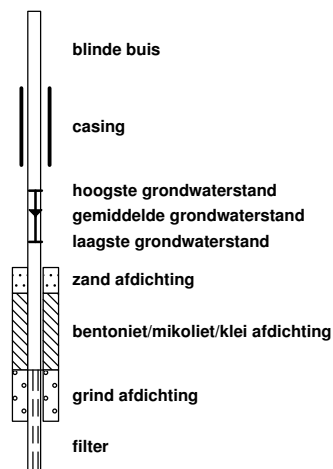 blinde buis
casing
hoogste grondwaterstand
gemiddelde grondwaterstand
laagste grondwaterstand
zand afdichting
bentoniet/mikoliet/klei afdichting
grind afdichting
filter